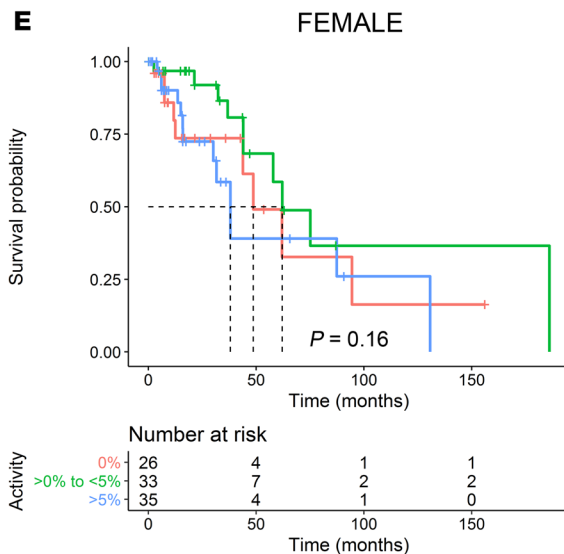 E
FEMALE
Survival probability
1.00
0.75
0.50
0.25
0.00
P = 0.16
0 50 100 150
Time (months)
Number at risk
Activity
0% 26 4 1 1
>0% to <5% 33 7 2 2
>5% 35 4 1 0
0 50 100 150
Time (months)